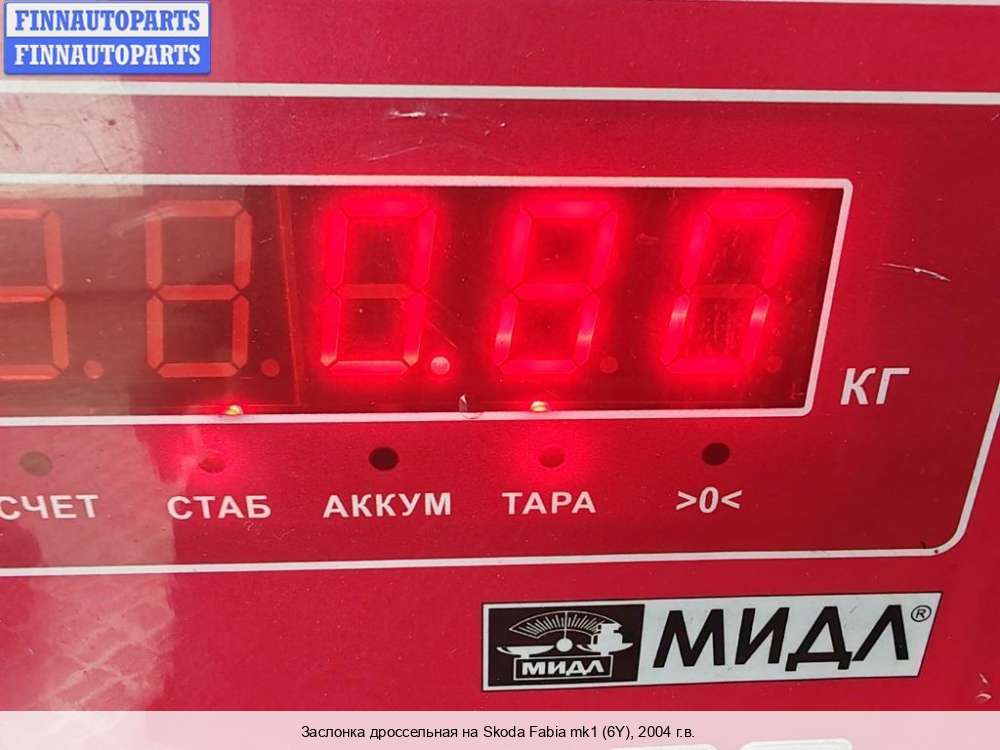 FINNAUTOPARTS
FINNAUTOPARTS
0.80
КГ
СЧЕТ СТАБ АККУМ ТАРА >0<
МИДЛ МИДЛ®
Заслонка дроссельная на Skoda Fabia mk1 (6Y), 2004 г.в.